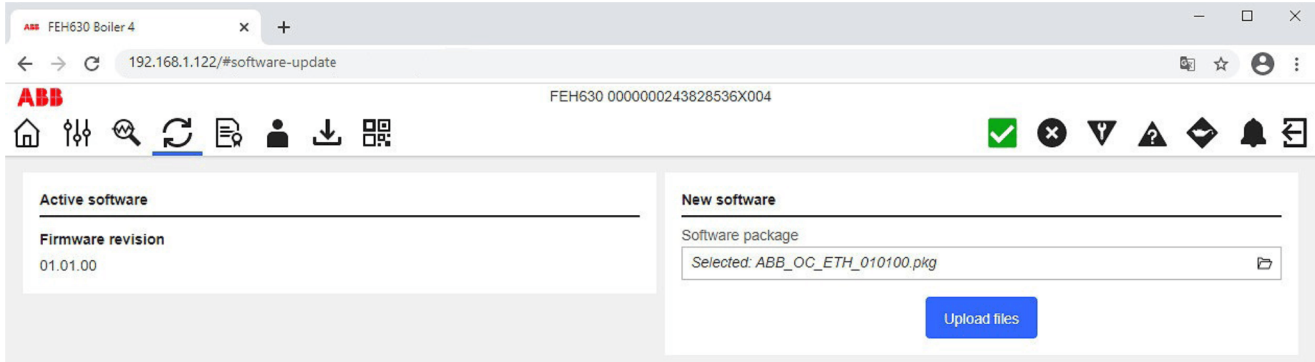 ABB FEH630 Boiler 4
192.168.1.122/#software-update
ABB
FEH630 0000000243828536X004
Active software
Firmware revision
01.01.00
New software
Software package
Selected: ABB_OC_ETH_010100.pkg
Upload files